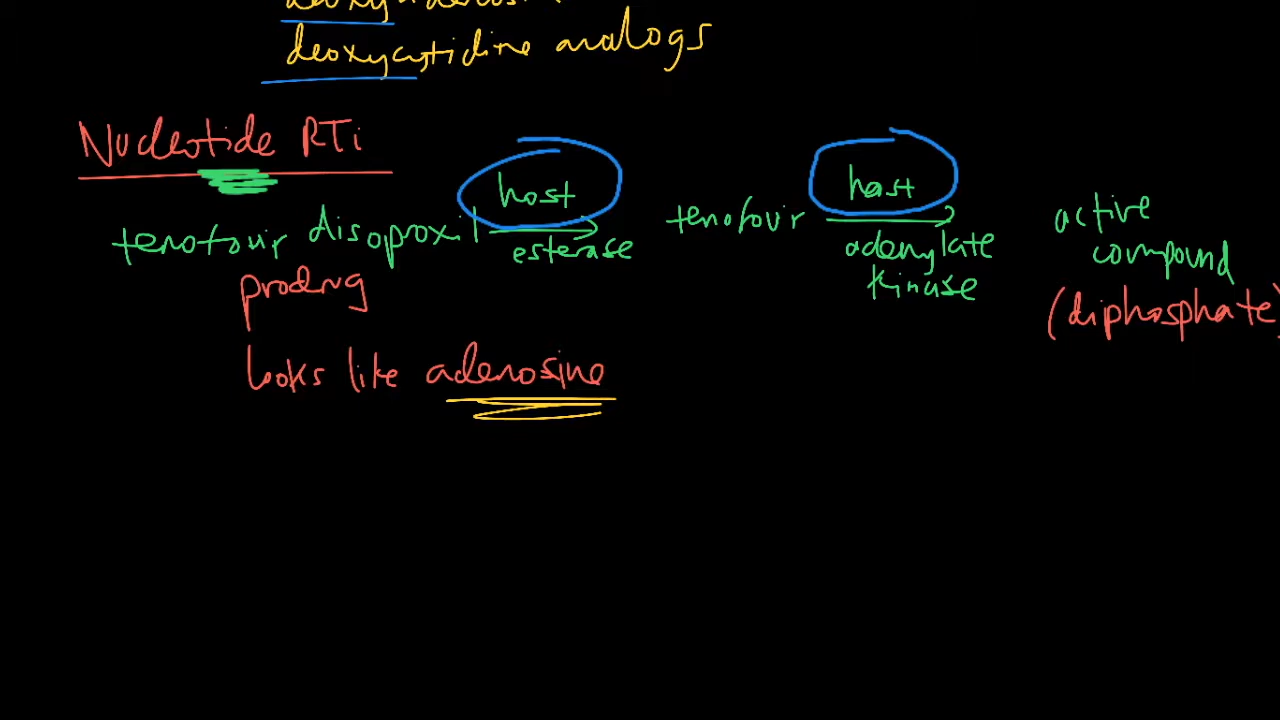 deoxycytidine analogs
Nucleotide RTi
tenofovir disoproxil host esterase tenofovir host adenylate kinase active compound
prodrug (diphosphate)
looks like adenosine